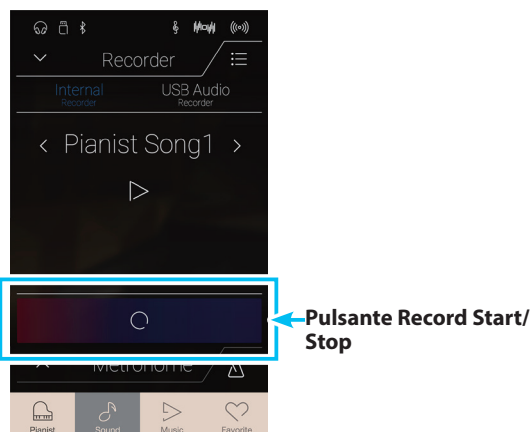 Recorder
Internal
Recorder
USB Audio
Recorder
Pianist Song1
Pulsante Record Start/
Stop
Metronome
Pianist
Sound
Music
Favorite